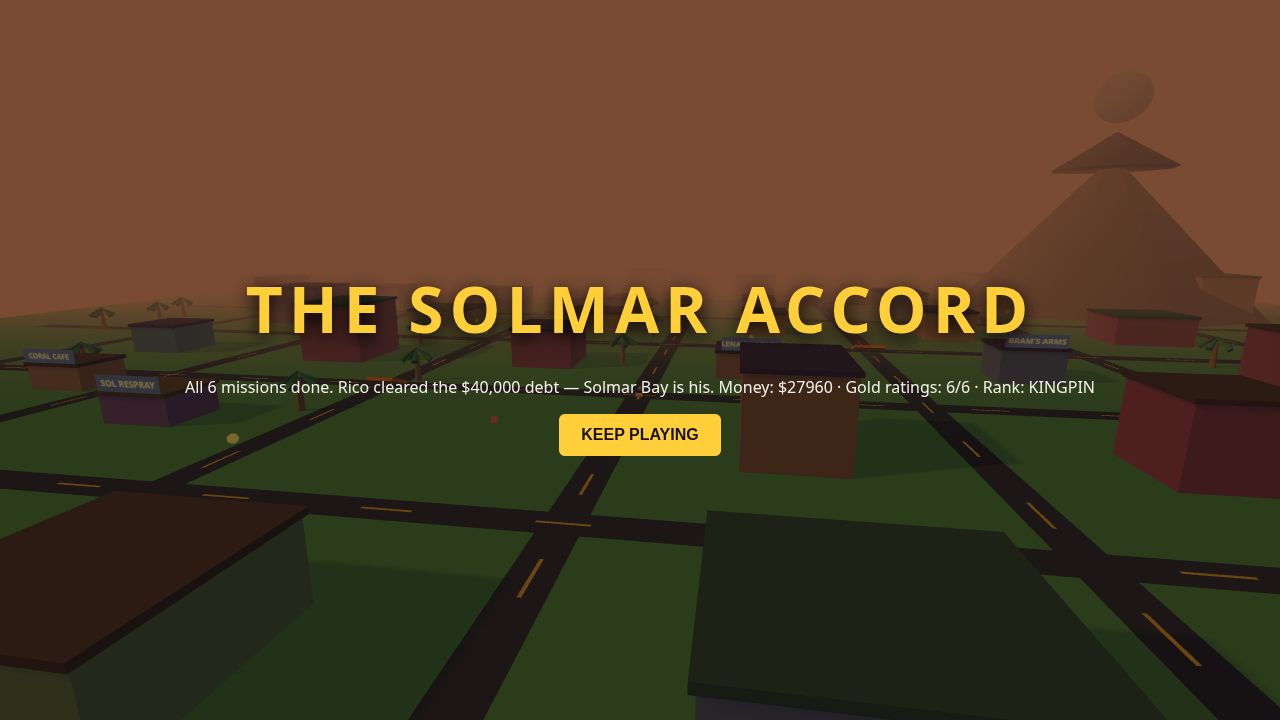 THE SOLMAR ACCORD
CORAL CAFE
LENA
BRAM'S ARMS
SOL RESPRAY
All 6 missions done. Rico cleared the $40,000 debt — Solmar Bay is his. Money: $27960 · Gold ratings: 6/6 · Rank: KINGPIN
KEEP PLAYING